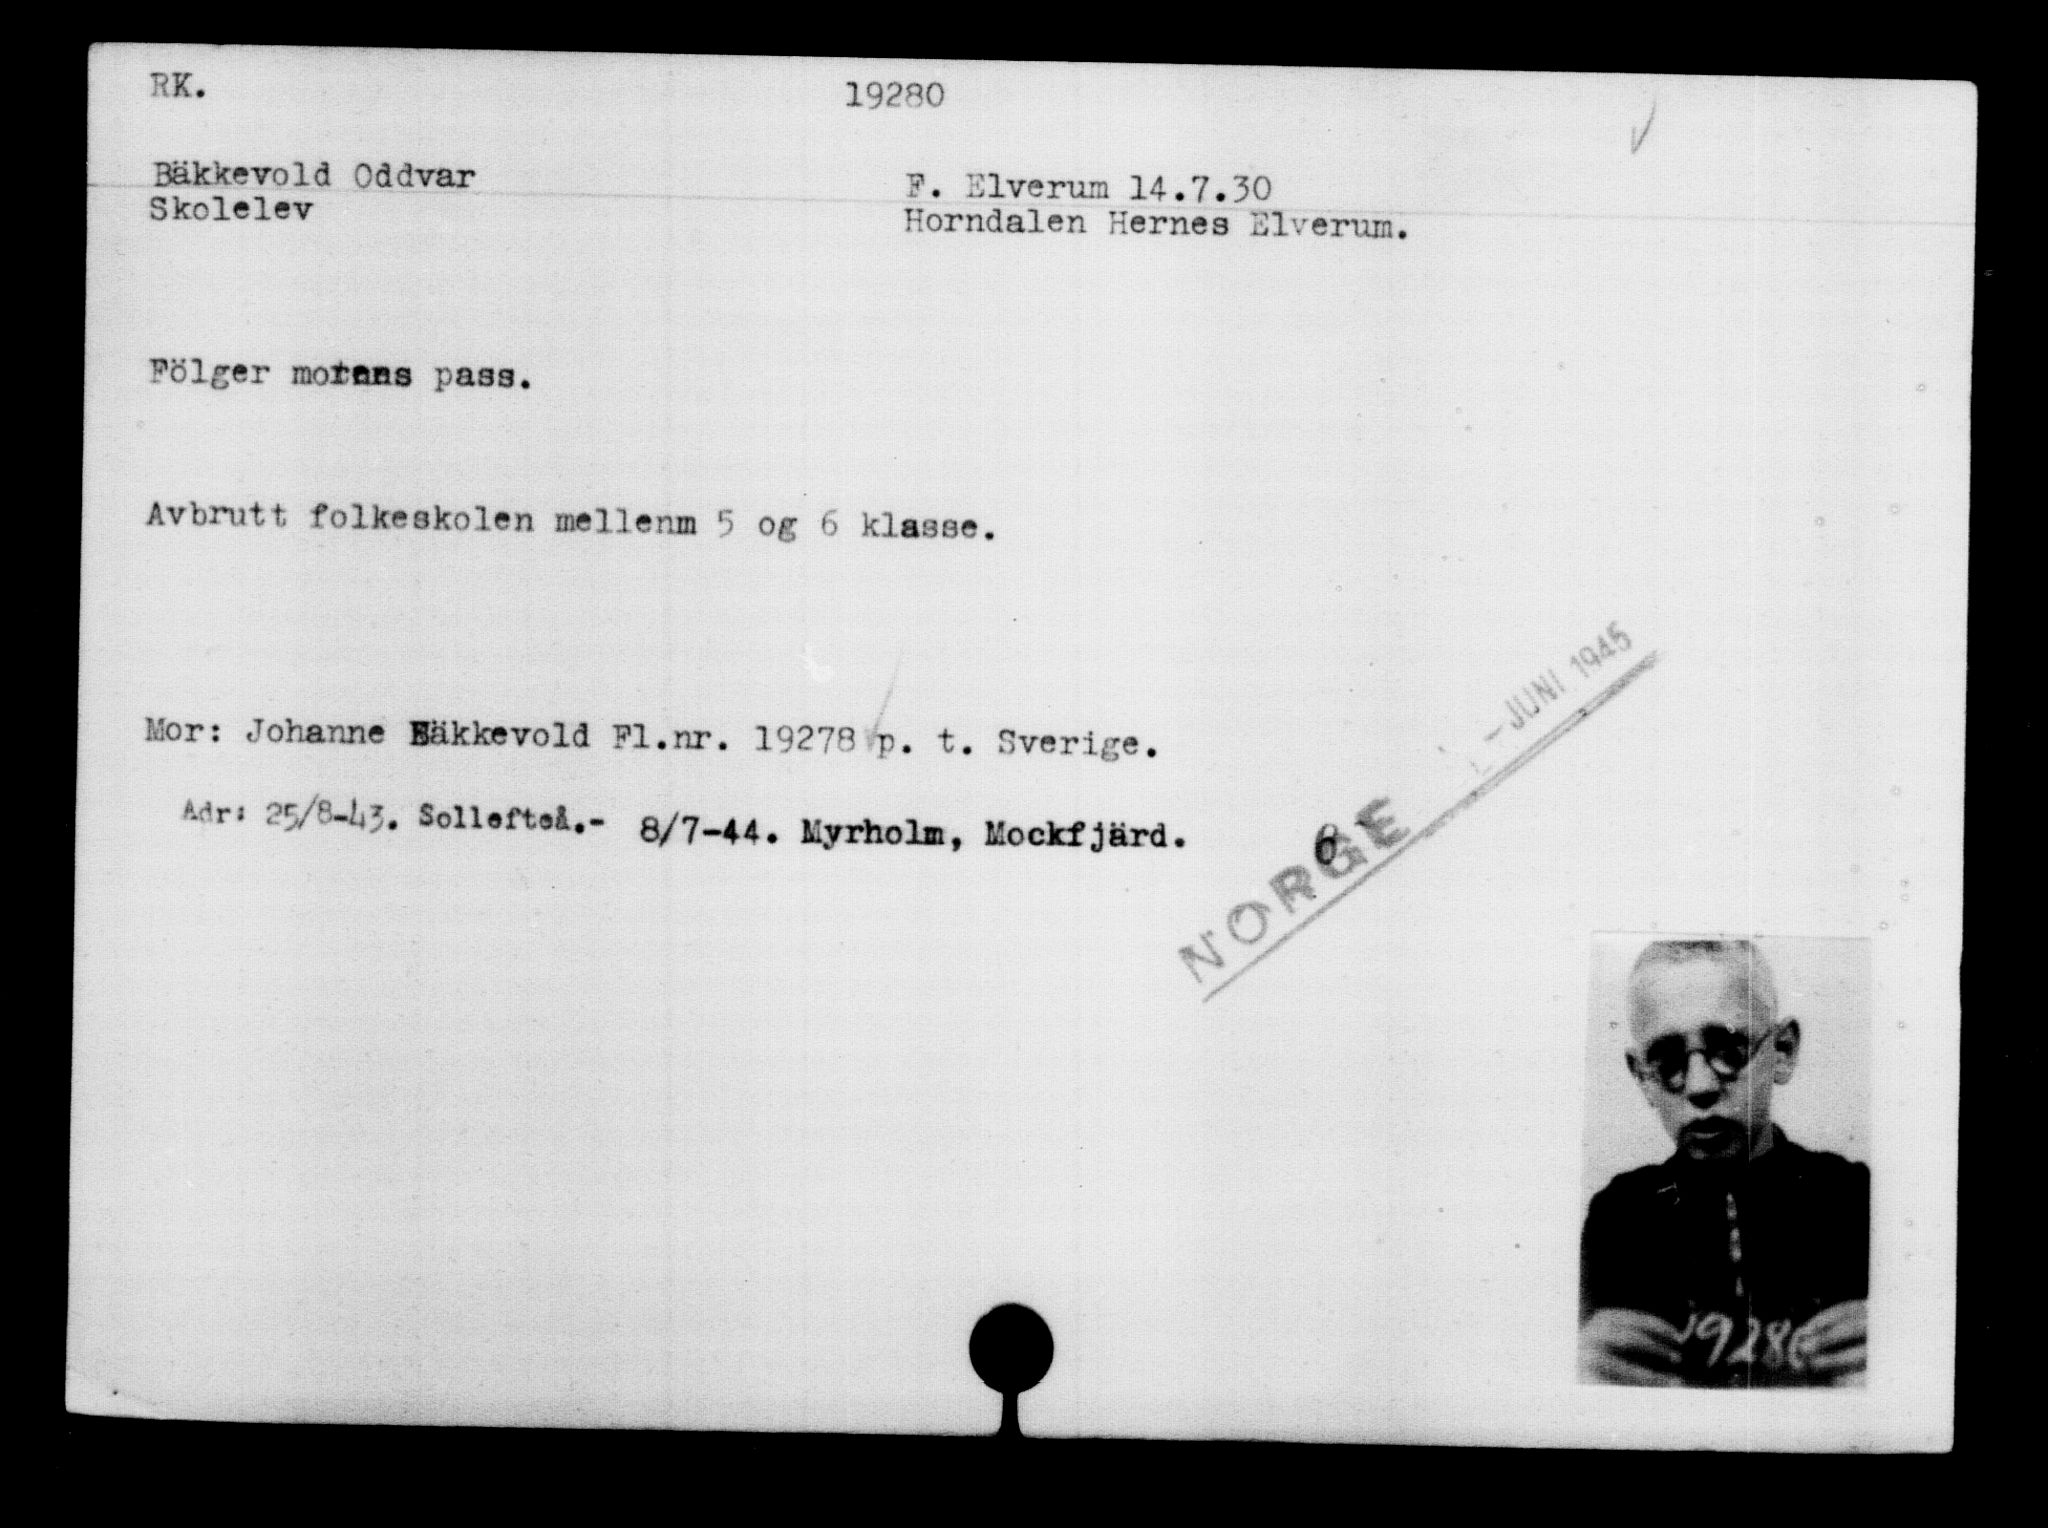 RK.
19280
Bäkkevold Oddvar
F. Elverum 14.7.30
Skolelev
Horndalen Hernes Elverum.
Fölger morens pass.
Avbrutt folkeskolen mellenm 5 og 6 klasse.
Mor: Johanne Bäkkevold Fl.nr. 19278 p. t. Sverige.
Adr: 25/8-43. Sollefteå.- 8/7-44. Myrholm, Mockfjärd.
NORGE -JUNI 1945